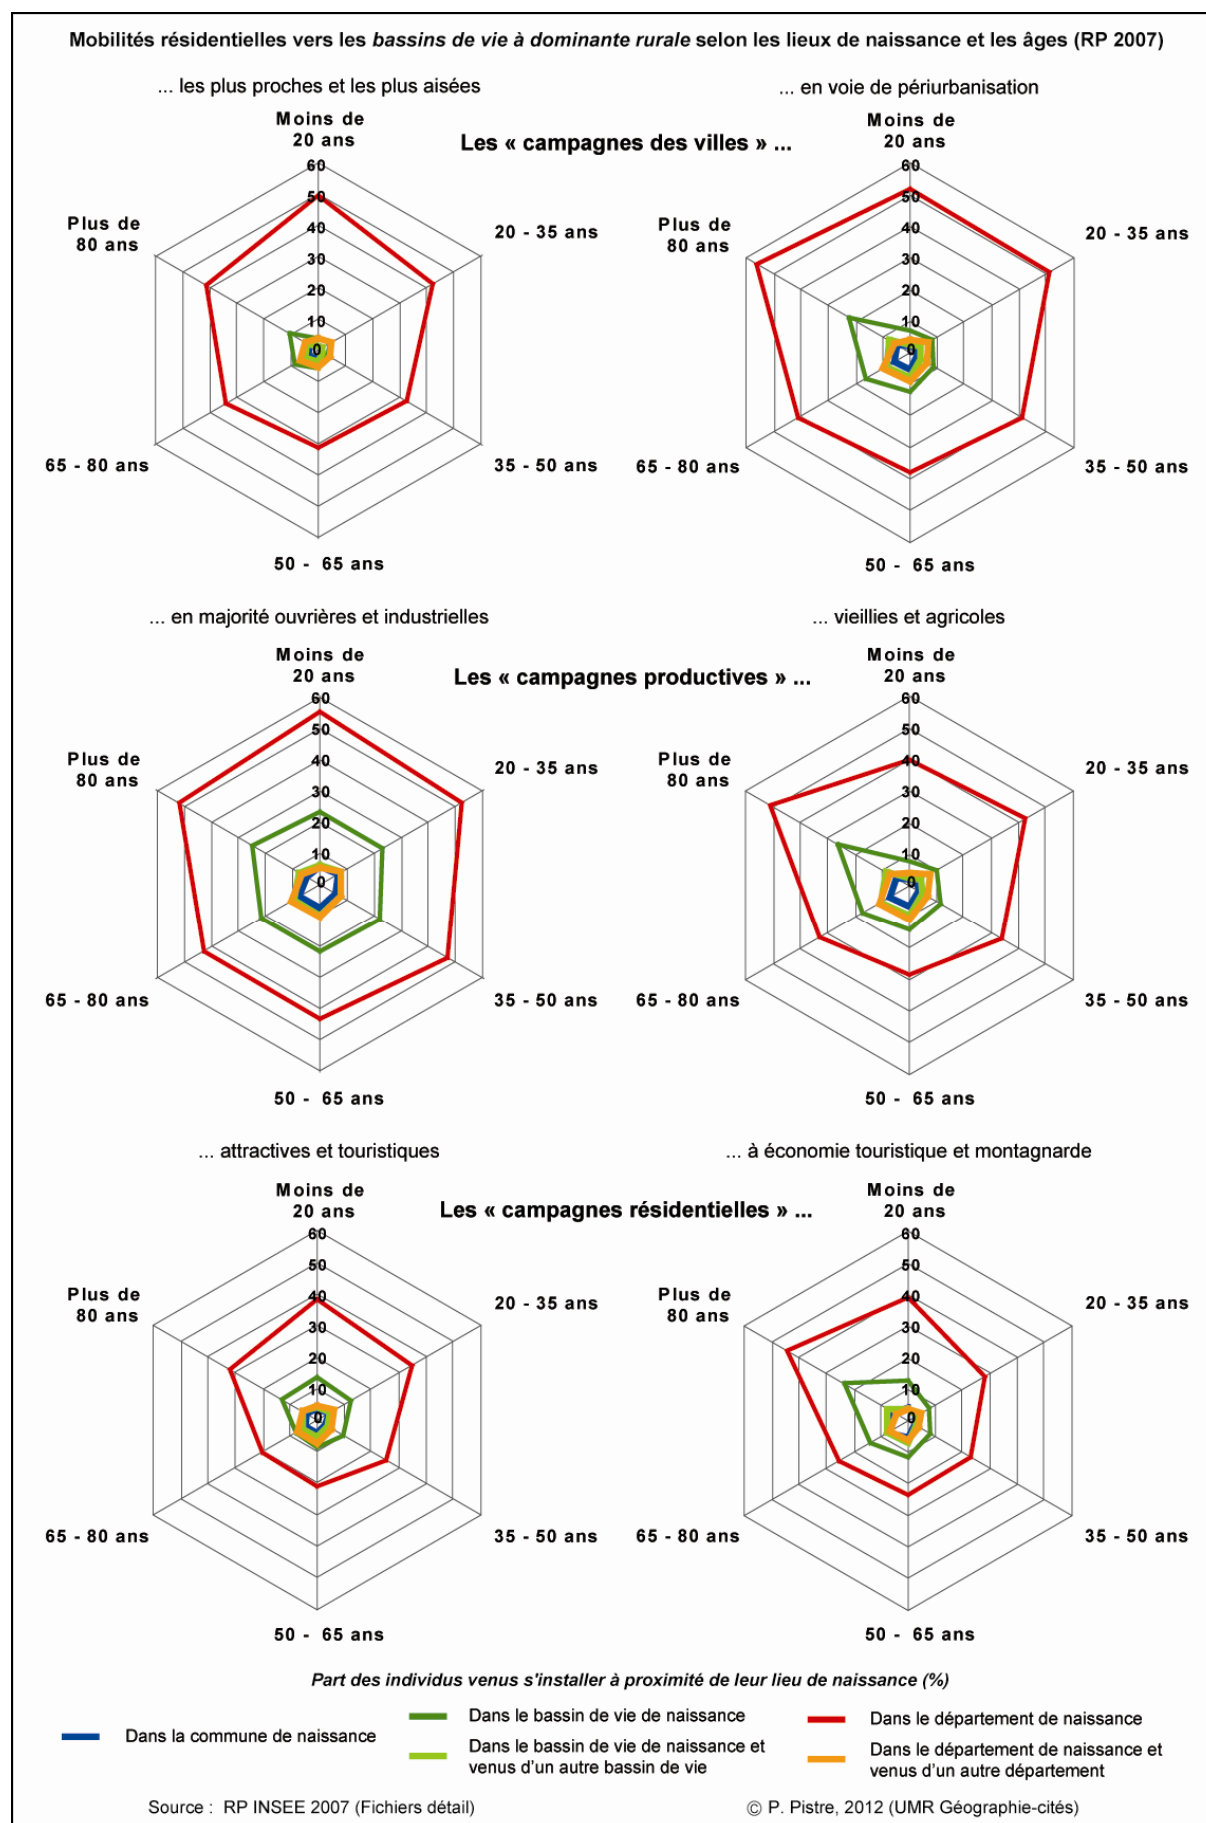 Mobilités résidentielles vers les bassins de vie à dominante rurale selon les lieux de naissance et les âges (RP 2007)
... les plus proches et les plus aisées
... en voie de périurbanisation
Les « campagnes des villes » ...
Moins de
20 ans
60
50
40
30
20
10
0
20 - 35 ans
35 - 50 ans
50 - 65 ans
65 - 80 ans
Plus de
80 ans
Moins de
20 ans
60
50
40
30
20
10
0
20 - 35 ans
35 - 50 ans
50 - 65 ans
65 - 80 ans
Plus de
80 ans
... en majorité ouvrières et industrielles
... vieillies et agricoles
Les « campagnes productives » ...
Moins de
20 ans
60
50
40
30
20
10
0
20 - 35 ans
35 - 50 ans
50 - 65 ans
65 - 80 ans
Plus de
80 ans
Moins de
20 ans
60
50
40
30
20
10
0
20 - 35 ans
35 - 50 ans
50 - 65 ans
65 - 80 ans
Plus de
80 ans
... attractives et touristiques
... à économie touristique et montagnarde
Les « campagnes résidentielles » ...
Moins de
20 ans
60
50
40
30
20
10
0
20 - 35 ans
35 - 50 ans
50 - 65 ans
65 - 80 ans
Plus de
80 ans
Moins de
20 ans
60
50
40
30
20
10
0
20 - 35 ans
35 - 50 ans
50 - 65 ans
65 - 80 ans
Plus de
80 ans
Part des individus venus s'installer à proximité de leur lieu de naissance (%)
Dans la commune de naissance
Dans le bassin de vie de naissance
Dans le bassin de vie de naissance et
venus d'un autre bassin de vie
Dans le département de naissance
Dans le département de naissance et
venus d'un autre département
Source : RP INSEE 2007 (Fichiers détail)
© P. Pistre, 2012 (UMR Géographie-cités)